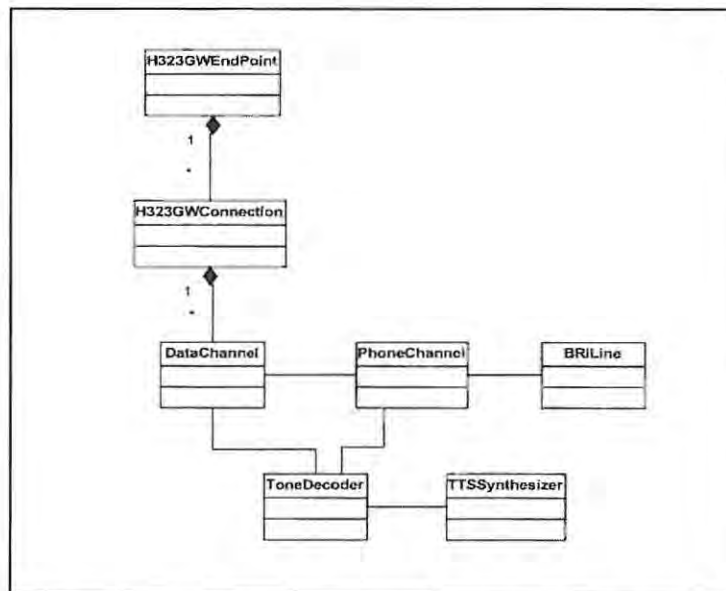 H323GWEndPoint
1
*
H323GWConnection
1
*
DataChannel
PhoneChannel
BRILine
ToneDecoder
TTSSynthesizer